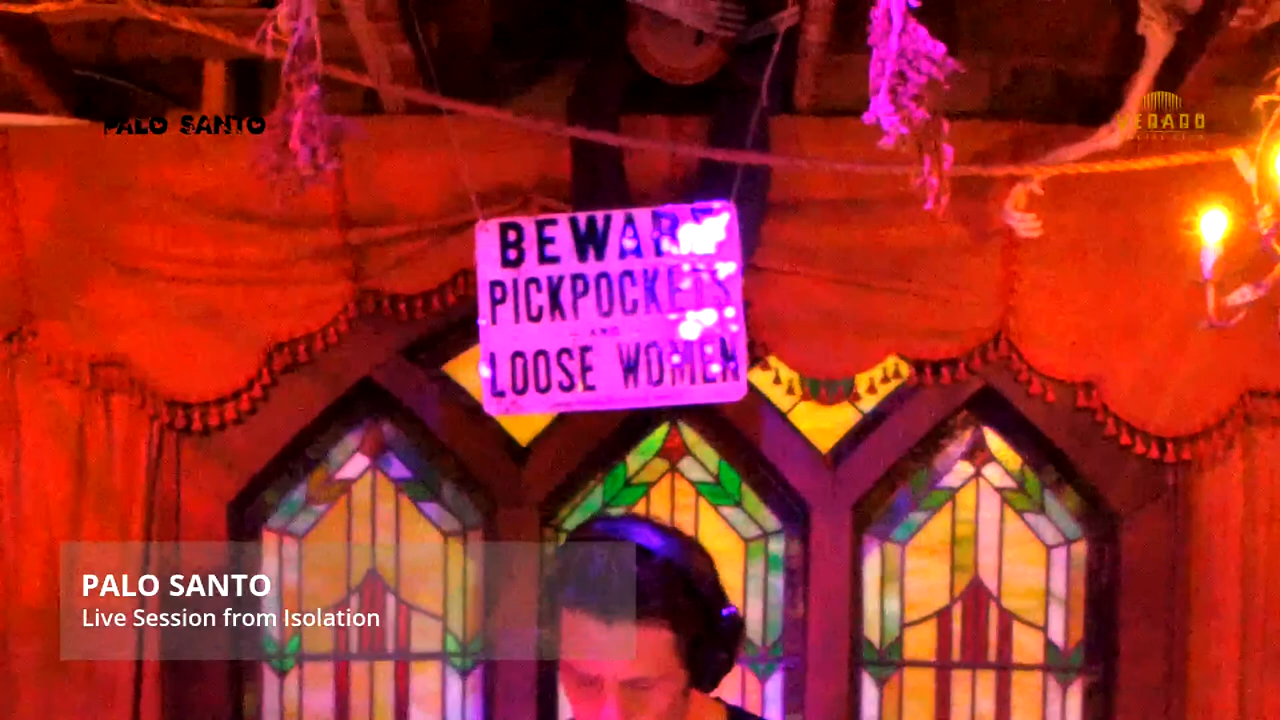 PALO SANTO
BEWARE
PICKPOCKETS
AND
LOOSE WOMEN
PALO SANTO
Live Session from Isolation